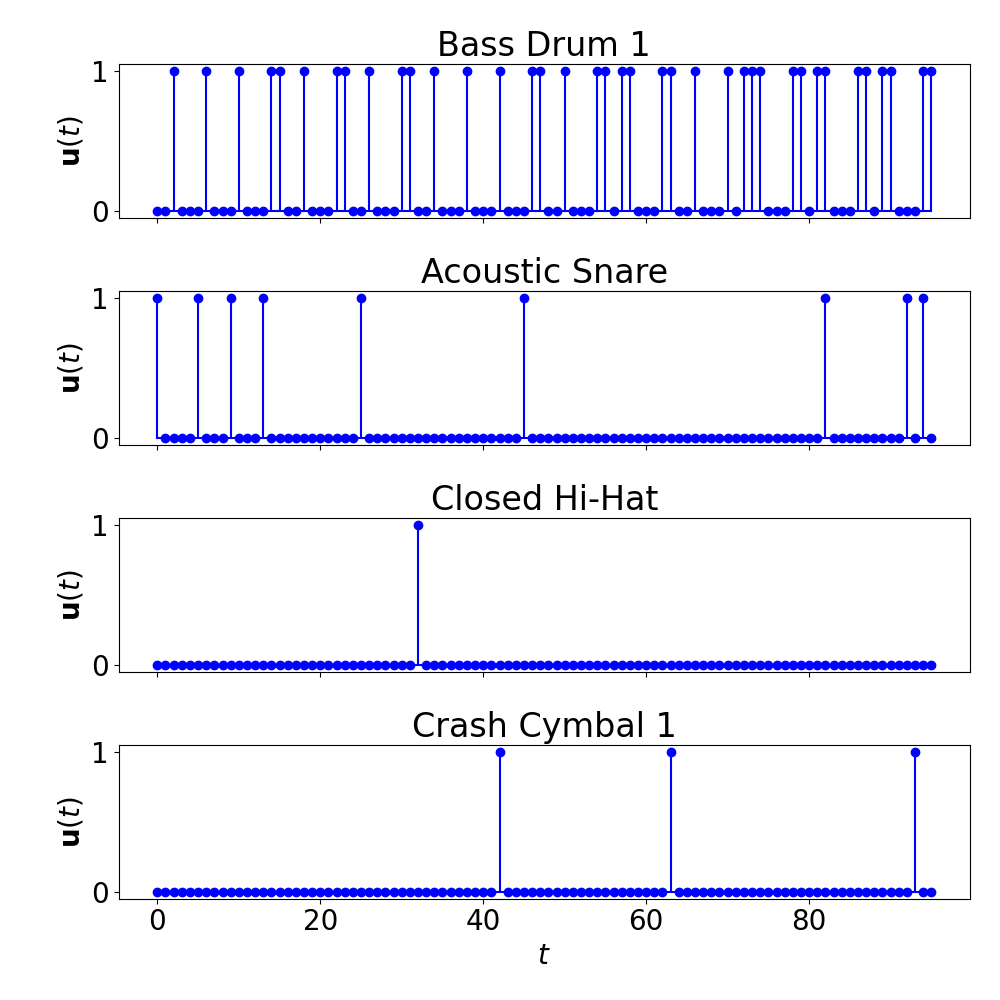 Bass Drum 1
1
0
u(t)
Acoustic Snare
1
0
u(t)
Closed Hi-Hat
1
0
u(t)
Crash Cymbal 1
1
0
u(t)
0 20 40 60 80
t